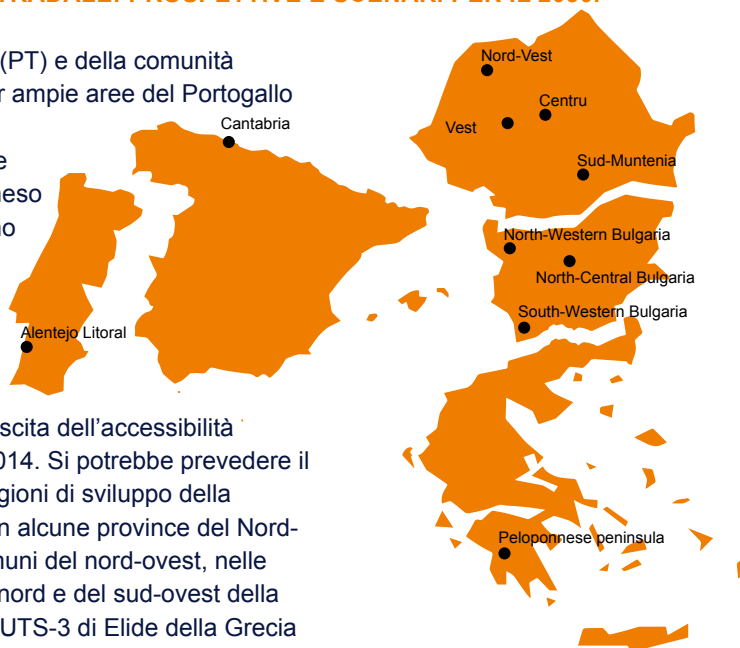 (PT) e della comunità
ampie aree del Portogallo
e
no
scita dell'accessibilità
014. Si potrebbe prevedere il
gioni di sviluppo della
n alcune province del Nord-
nuni del nord-ovest, nelle
nord e del sud-ovest della
UTS-3 di Elide della Grecia
Cantabria
Alentejo Litoral
Nord-Vest
Centru
Vest
Sud-Muntenia
North-Western Bulgaria
North-Central Bulgaria
South-Western Bulgaria
Peloponnese peninsula